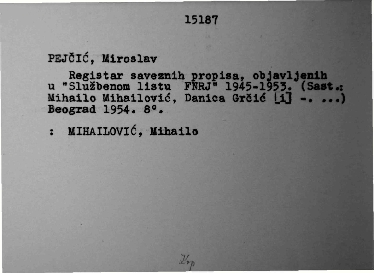 15187
PEJČIĆ, Miroslav
Registar saveznih propisa, objavljenih
u "Službenom listu FNRJ" 1945-1953. (Sast.:
Mihailo Mihailović, Danica Grčić [i] -. ...)
Beograd 1954. 8°.
: MIHAILOVIĆ, Mihailo